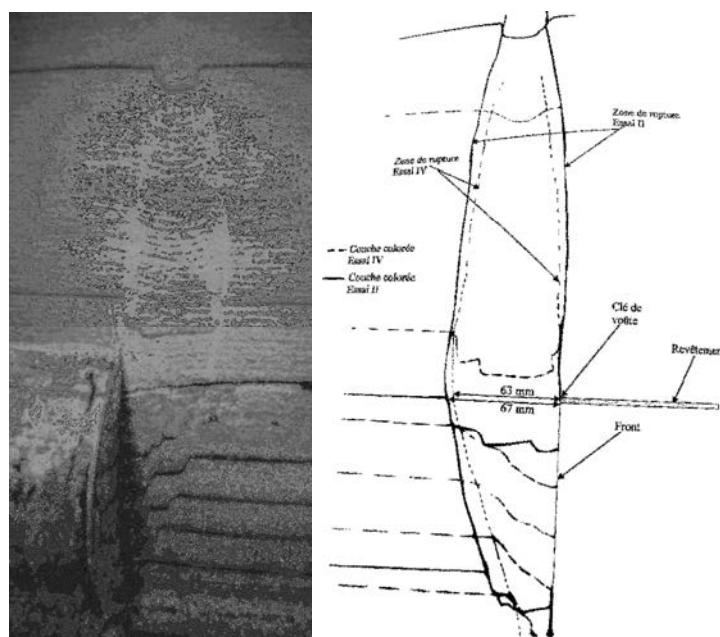 Zone de rupture
Essai II
Zone de rupture
Essai IV
Couche colorée
Essai IV
Couche colorée
Essai II
Clé de
voûte
Revêtemen
63 mm
67 mm
Front